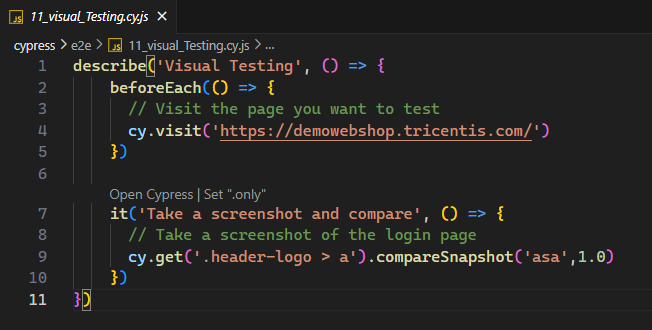 JS 11_visual_Testing.cy.js ×
cypress > e2e > JS 11_visual_Testing.cy.js > ...
1 describe('Visual Testing', () => {
2     beforeEach(() => {
3       // Visit the page you want to test
4       cy.visit('https://demowebshop.tricentis.com/')
5     })
6
Open Cypress | Set ".only"
7     it('Take a screenshot and compare', () => {
8       // Take a screenshot of the login page
9       cy.get('.header-logo > a').compareSnapshot('asa',1.0)
10     })
11 })